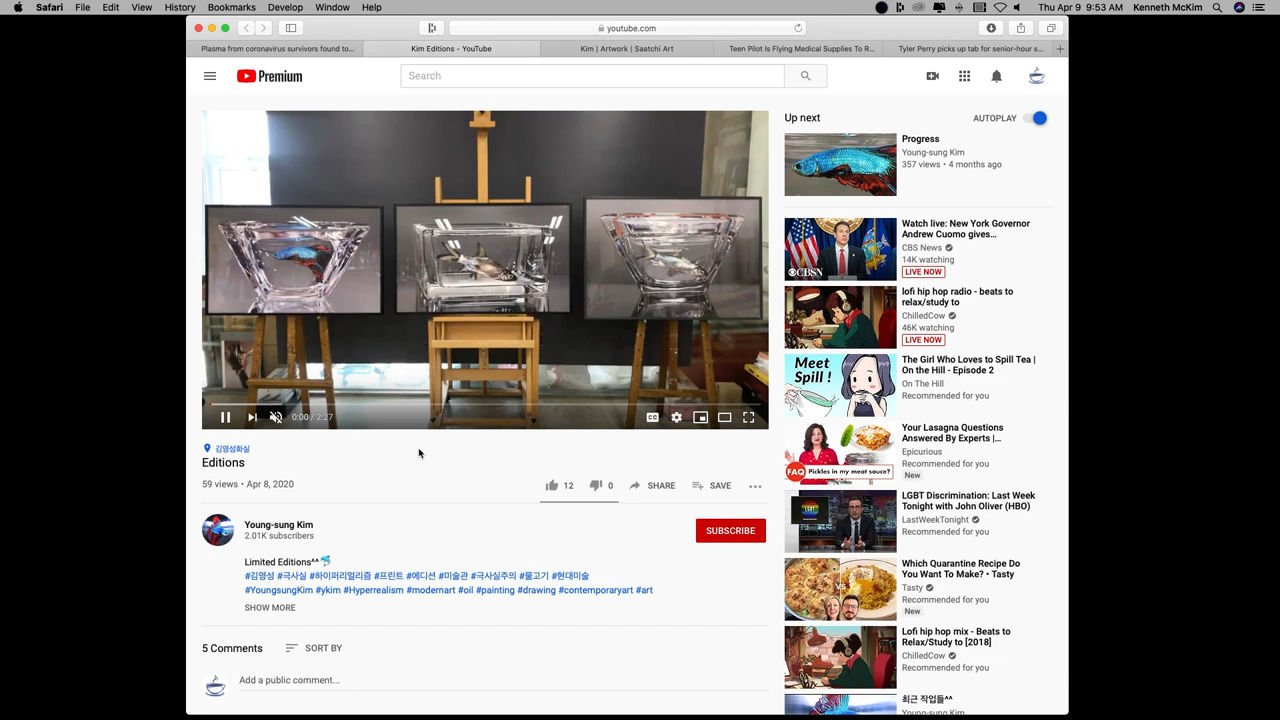 Safari File Edit View History Bookmarks Develop Window Help
Thu Apr 9 9:53 AM Kenneth McKim
youtube.com
Plasma from coronavirus survivors found to...
Kim Editions - YouTube
Kim | Artwork | Saatchi Art
Teen Pilot Is Flying Medical Supplies To R...
Tyler Perry picks up tab for senior-hour s...
Premium
Search
0:00 / 2:27
CC
김영성화실
Editions
59 views • Apr 8, 2020
12
0
SHARE
SAVE
Young-sung Kim
2.01K subscribers
SUBSCRIBE
Limited Editions^^
#김영성 #극사실 #하이퍼리얼리즘 #프린트 #에디션 #미술관 #극사실주의 #물고기 #현대미술
#YoungsungKim #ykim #Hyperrealism #modernart #oil #painting #drawing #contemporaryart #art
SHOW MORE
5 Comments
SORT BY
Add a public comment...
Up next
AUTOPLAY
Progress
Young-sung Kim
357 views • 4 months ago
CBSN
Watch live: New York Governor
Andrew Cuomo gives...
CBS News
14K watching
LIVE NOW
lofi hip hop radio - beats to
relax/study to
ChilledCow
46K watching
LIVE NOW
Meet
Spill !
The Girl Who Loves to Spill Tea |
On the Hill - Episode 2
On The Hill
Recommended for you
FAQ
Pickles in my meat sauce?
Your Lasagna Questions
Answered By Experts |...
Epicurious
Recommended for you
New
LGBT Discrimination: Last Week
Tonight with John Oliver (HBO)
LastWeekTonight
Recommended for you
VS
Which Quarantine Recipe Do
You Want To Make? • Tasty
Tasty
Recommended for you
New
Lofi hip hop mix - Beats to
Relax/Study to [2018]
ChilledCow
Recommended for you
최근 작업들^^
Young-sung Kim